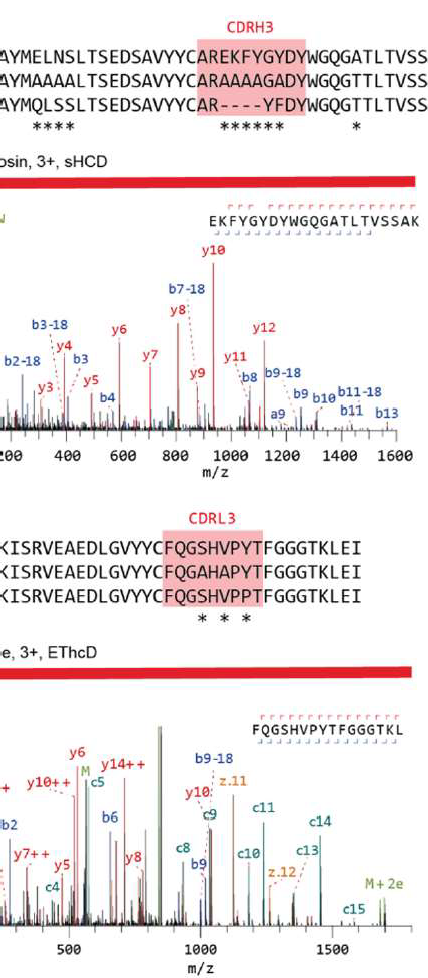 CDRH3
AYMELNSLTSEDSAVYYCAREKFYGYDYWGQGATLTVSS
AYMAAAALTSEDSAVYYCARAAAAGADYWGQGATLTVSS
AYMQLSSLTSEDSAVYYCAR----YFDYWGQGTTLTVSS
**** ****** *
osin, 3+, sHCD
EKFYGYDYWGQGATLTVSSAK
y10
b7-18
b3-18
y8
y6
y12
y4
b2-18
b3
y7
y11
y9
b9-18
b8
y5
y3
b4
b9
b10
b11-18
a9
b11
b13
200 400 600 800 1000 1200 1400 1600
m/z
CDRL3
KISRVEAEDLGVYYCFQGSHVPYTFGGGTKLEI
KISRVEAEDLGVYYCFQGAHAPYTFGGGTKLEI
KISRVEAEDLGVYYCFQGSHVPPTFGGGTKLEI
* * *
e, 3+, EThcD
FQGSHVPYTFGGGTKL
y6
y14++
b9-18
y10++
M
c5
z.11
y10
c9
c11
c14
b2
b6
y7++
y5
c4
y8
c8
b9
c10
z.12
c13
M+2e
c15
500 1000 1500
m/z